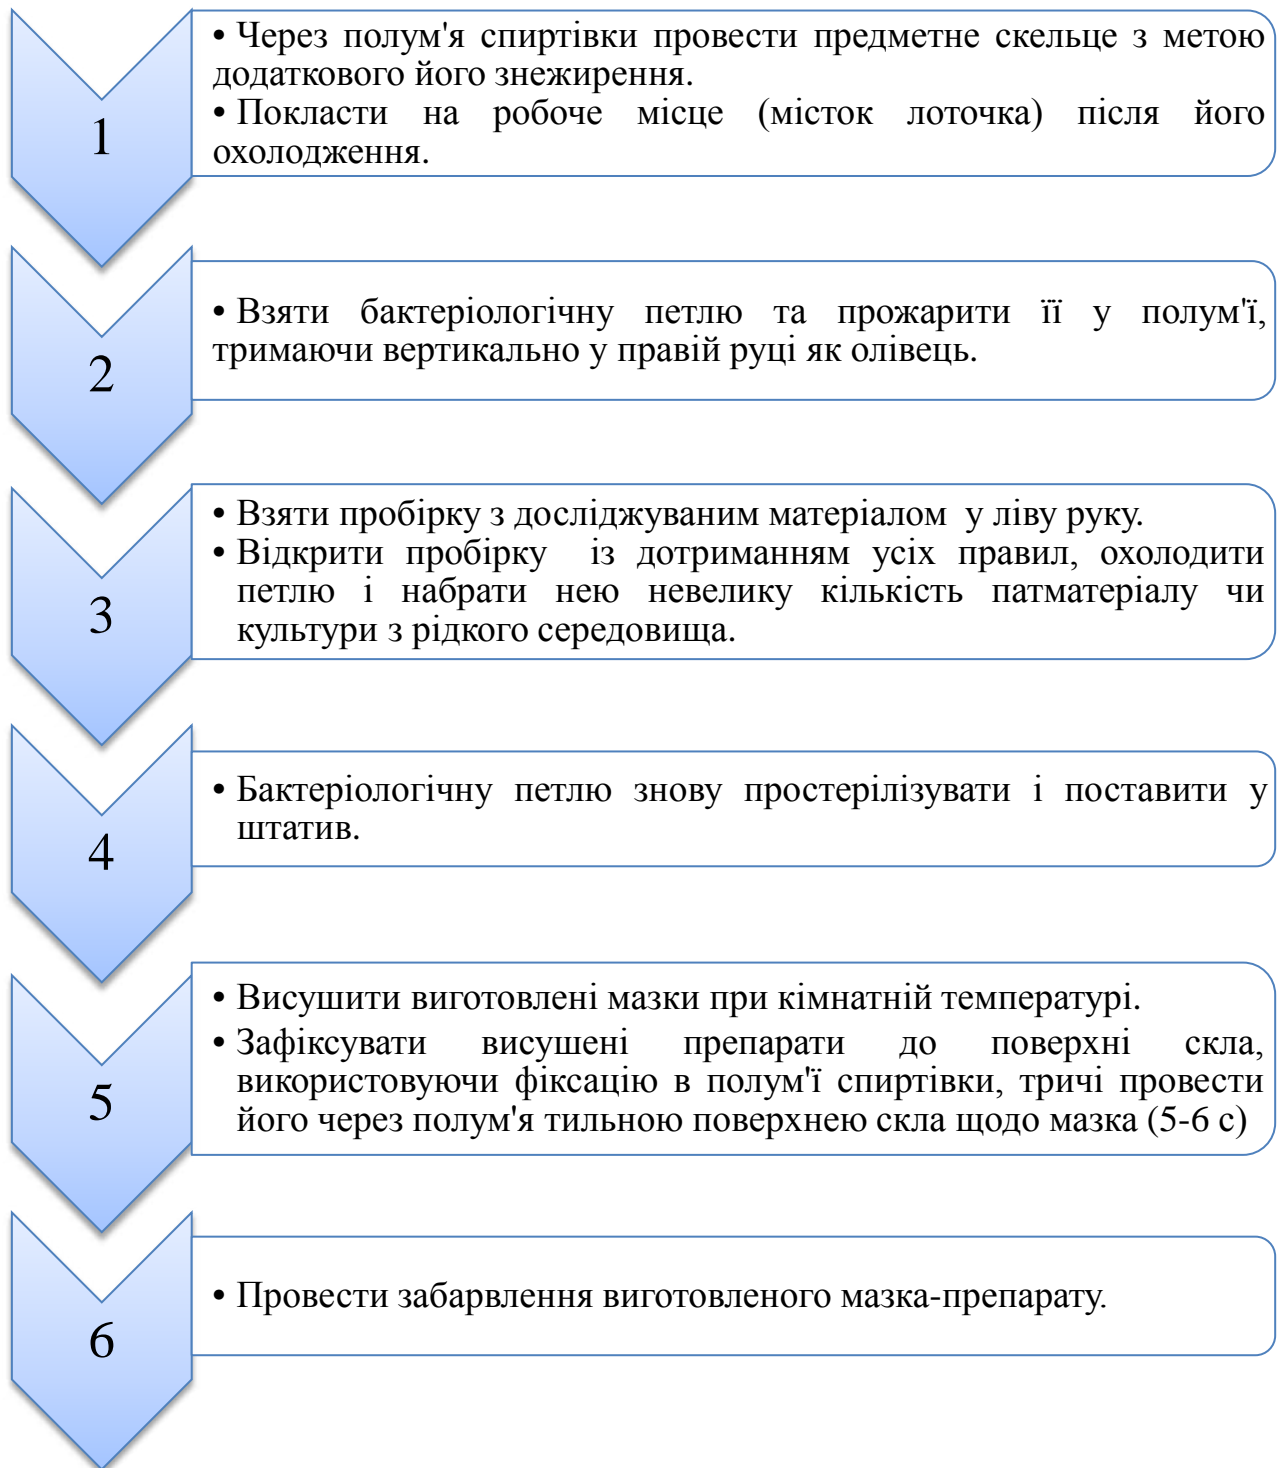 1
• Через полум'я спиртівки провести предметне скельце з метою
додаткового його знежирення.
• Покласти на робоче місце (місток лоточка) після його
охолодження.
2
• Взяти бактеріологічну петлю та прожарити її у полум'ї,
тримаючи вертикально у правій руці як олівець.
3
• Взяти пробірку з досліджуваним матеріалом у ліву руку.
• Відкрити пробірку із дотриманням усіх правил, охолодити
петлю і набрати нею невелику кількість патматеріалу чи
культури з рідкого середовища.
4
• Бактеріологічну петлю знову простерілізувати і поставити у
штатив.
5
• Висушити виготовлені мазки при кімнатній температурі.
• Зафіксувати висушені препарати до поверхні скла,
використовуючи фіксацію в полум'ї спиртівки, тричі провести
його через полум'я тильною поверхнею скла щодо мазка (5-6 с)
6
• Провести забарвлення виготовленого мазка-препарату.